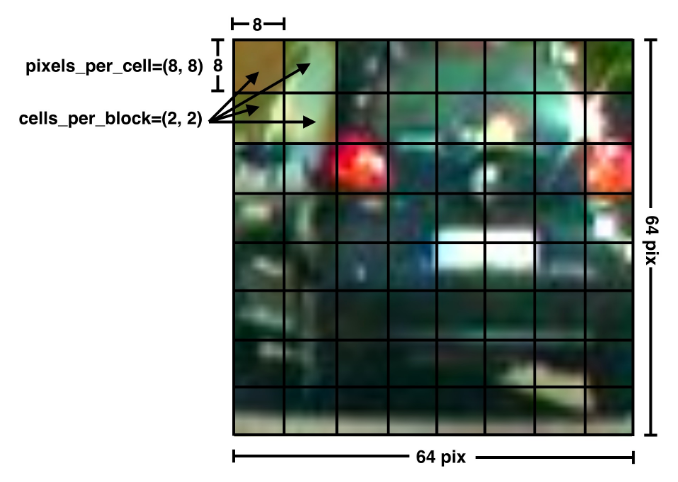 8
pixels_per_cell=(8, 8) 8
cells_per_block=(2, 2)
64 pix
64 pix